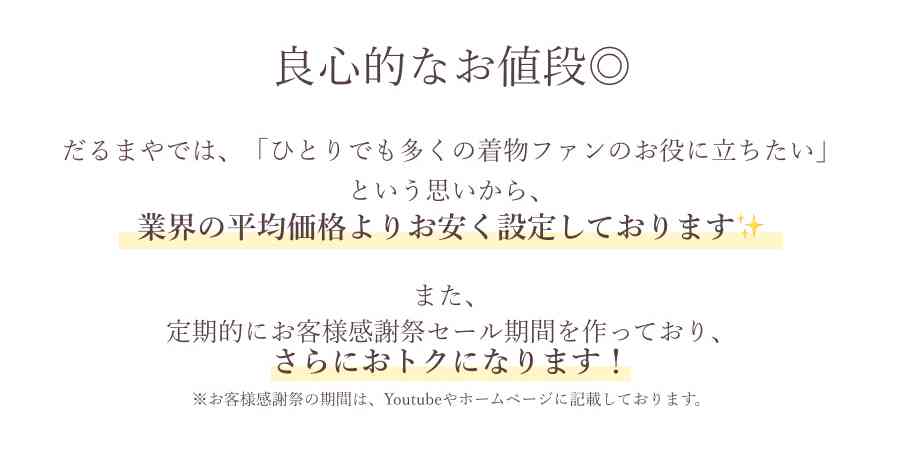 良心的なお値段◎
だるまやでは、「ひとりでも多くの着物ファンのお役に立ちたい」
という思いから、
業界の平均価格よりお安く設定しております✨
また、
定期的にお客様感謝祭セール期間を作っており、
さらにおトクになります！
※お客様感謝祭の期間は、Youtubeやホームページに記載しております。